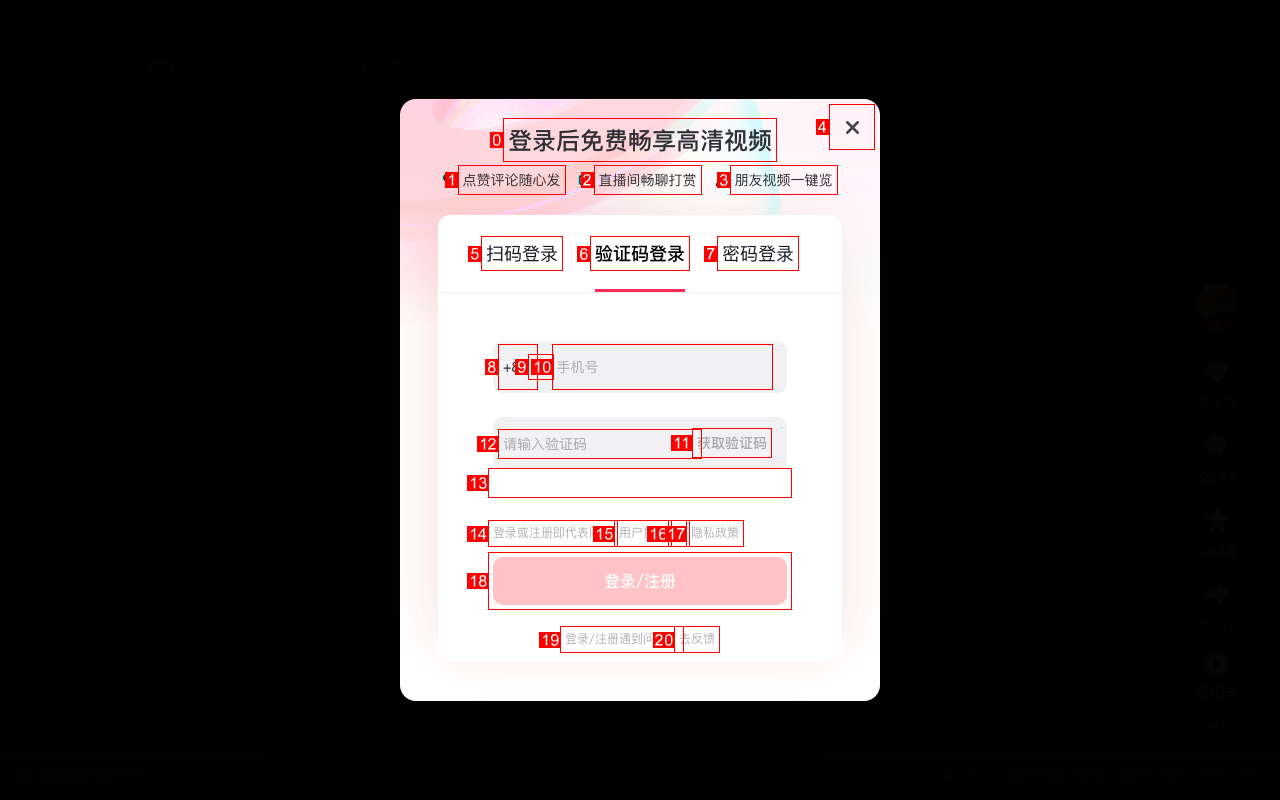 登录后免费畅享高清视频
点赞评论随心发 直播间畅聊打赏 朋友视频一键览
扫码登录 验证码登录 密码登录
手机号
请输入验证码 获取验证码
登录或注册即代表 用户 隐私政策
登录/注册
登录/注册遇到问 去反馈
0
1
2
3
4
5
6
7
8
9
10
11
12
13
14
15
16
17
18
19
20